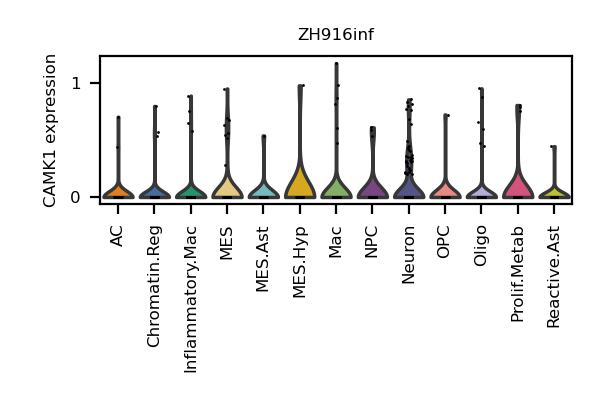 ZH916inf
CAMK1 expression
1
0
AC
Chromatin.Reg
Inflammatory.Mac
MES
MES.Ast
MES.Hyp
Mac
NPC
Neuron
OPC
Oligo
Prolif.Metab
Reactive.Ast